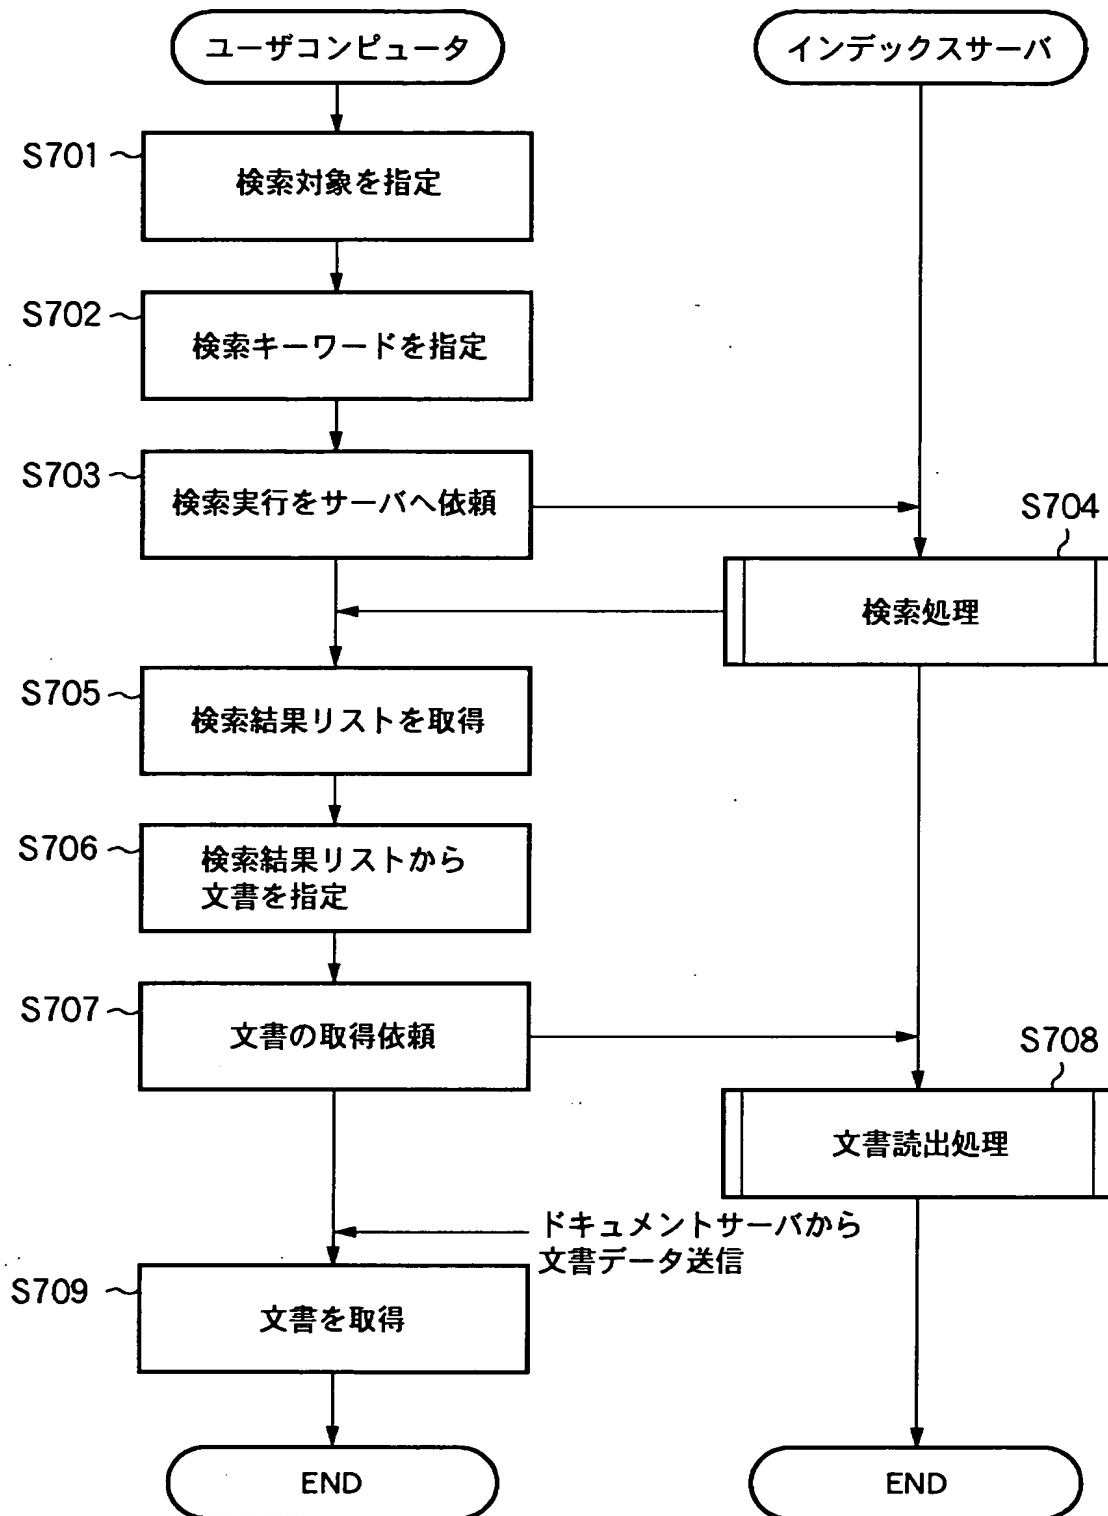 ユーザコンピュータ
インデックスサーバ
S701
検索対象を指定
S702
検索キーワードを指定
S703
検索実行をサーバへ依頼
S704
検索処理
S705
検索結果リストを取得
S706
検索結果リストから
文書を指定
S707
文書の取得依頼
S708
文書読出処理
ドキュメントサーバから
文書データ送信
S709
文書を取得
END
END